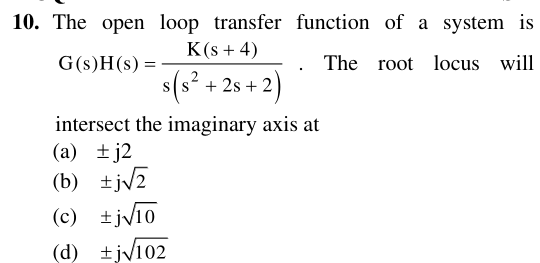 10. The open loop transfer function of a system is
G(s)H(s) = K(s + 4) / s(s² + 2s + 2) . The root locus will
intersect the imaginary axis at
(a) ± j2
(b) ±j√2
(c) ±j√10
(d) ±j√102